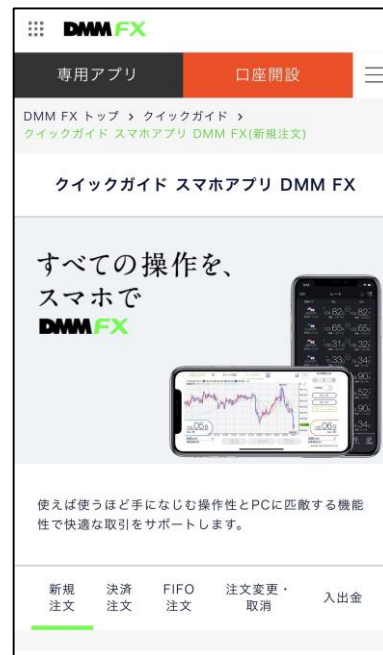 DMM FX
専用アプリ
口座開設
DMM FX トップ > クイックガイド >
クイックガイド スマホアプリ DMM FX(新規注文)
クイックガイド スマホアプリ DMM FX
すべての操作を、
スマホで
DMM FX
使えば使うほど手になじむ操作性とPCに匹敵する機能
性で快適な取引をサポートします。
新規
注文
決済
注文
FIFO
注文
注文変更・
取消
入出金